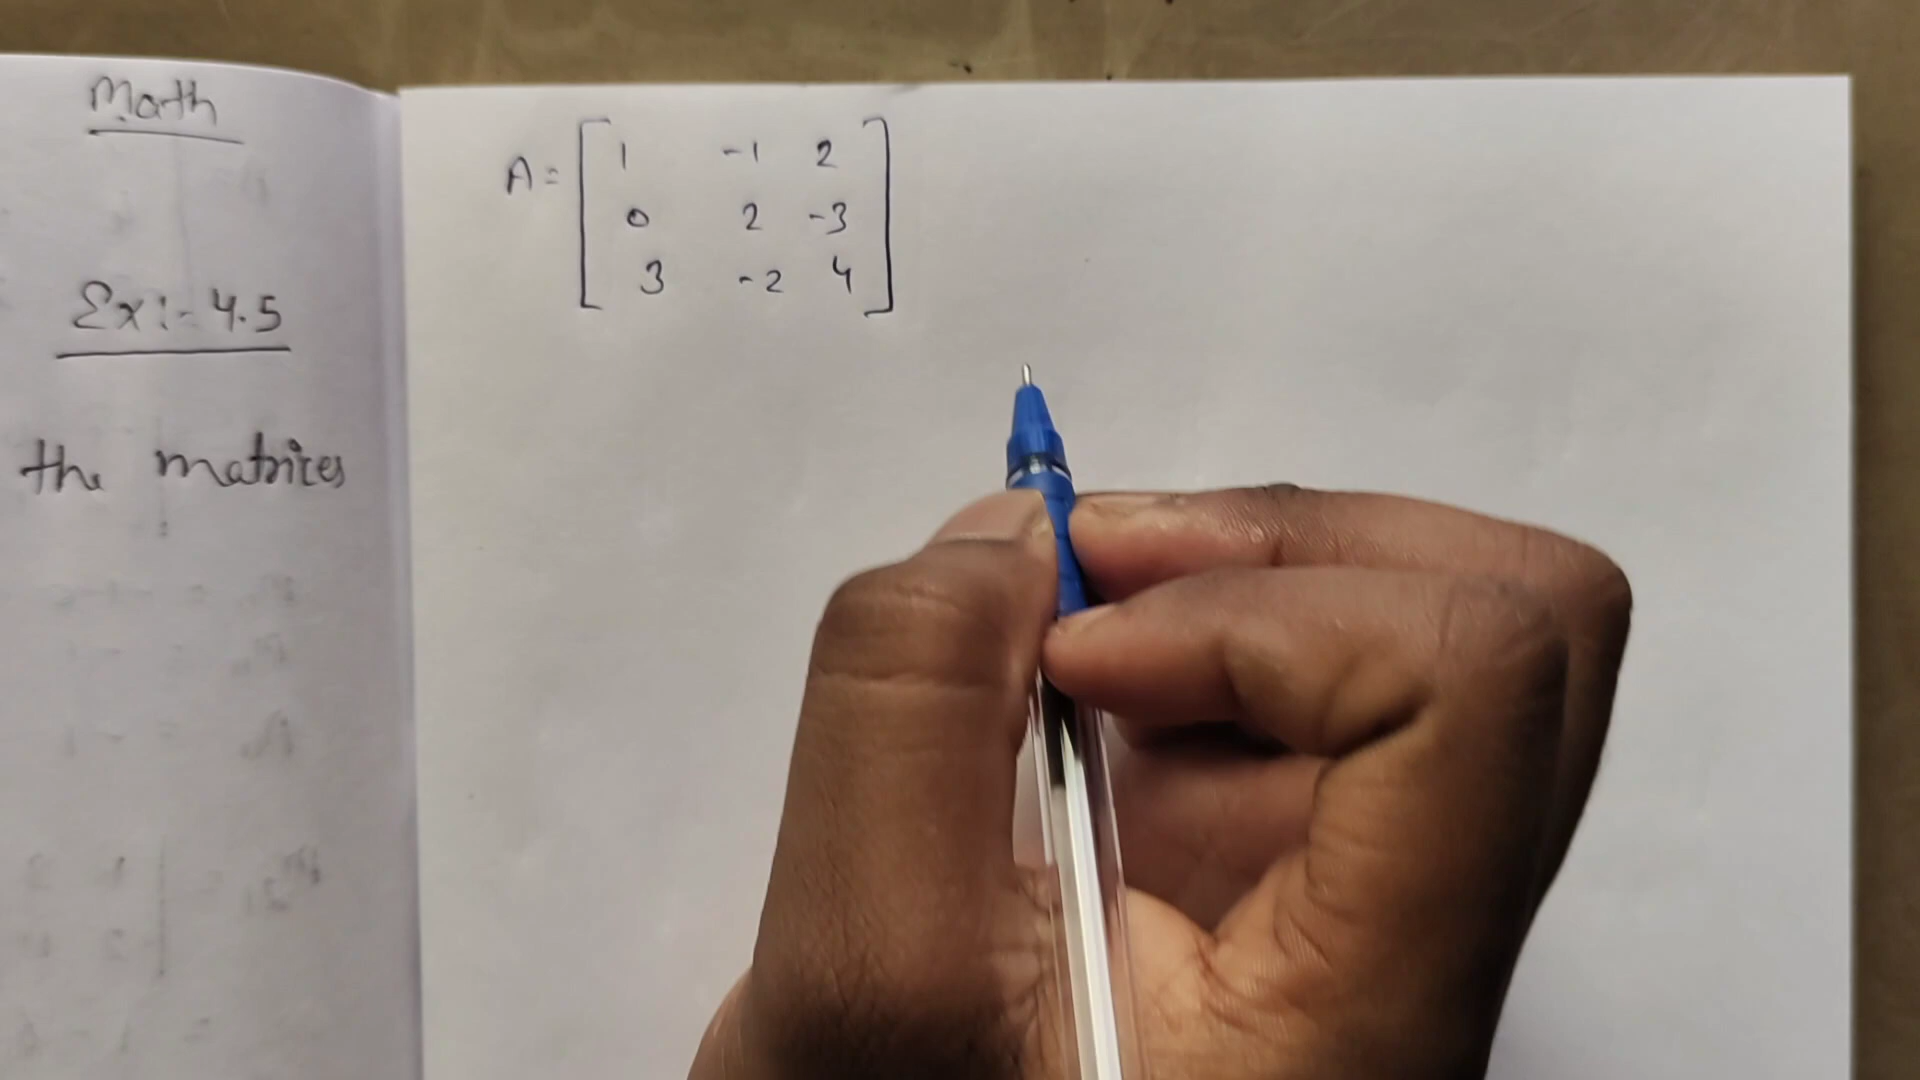 Math
Ex:- 4.5
the matrices
A = [ 1 -1 2
0 2 -3
3 -2 4 ]